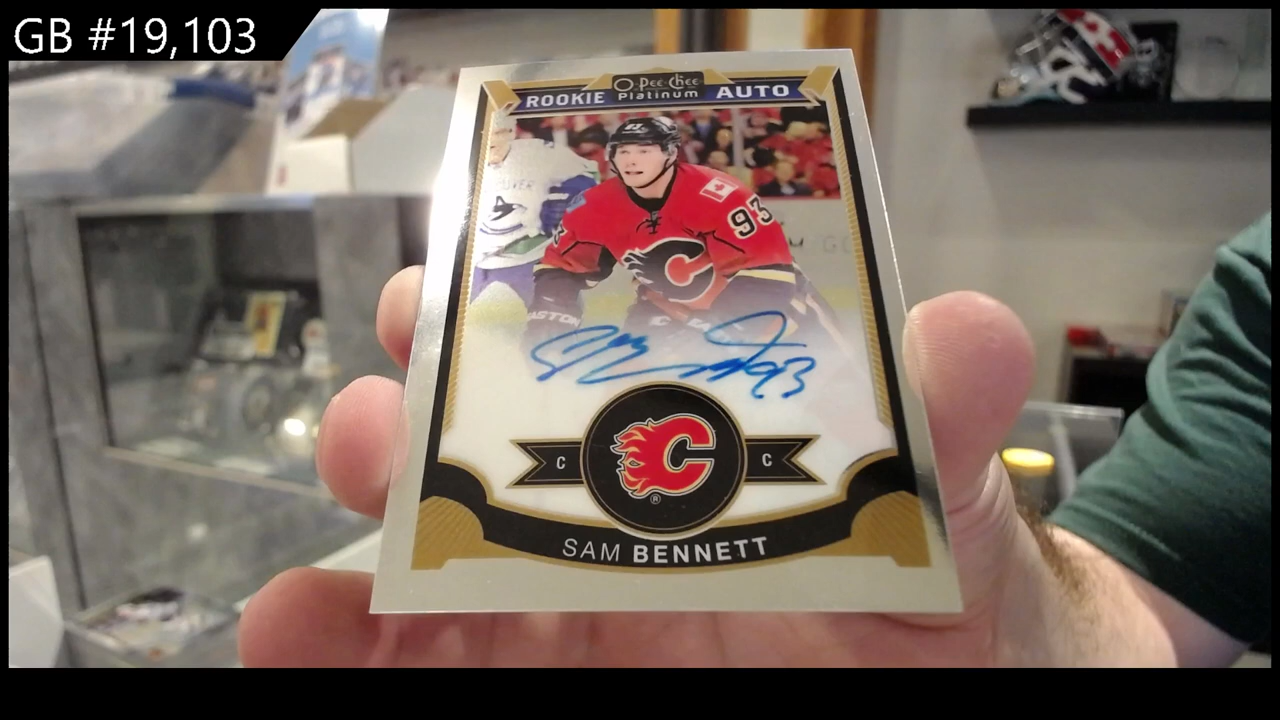 GB #19,103
O-Pee-Chee
ROOKIE Platinum AUTO
93
C
C C
SAM BENNETT